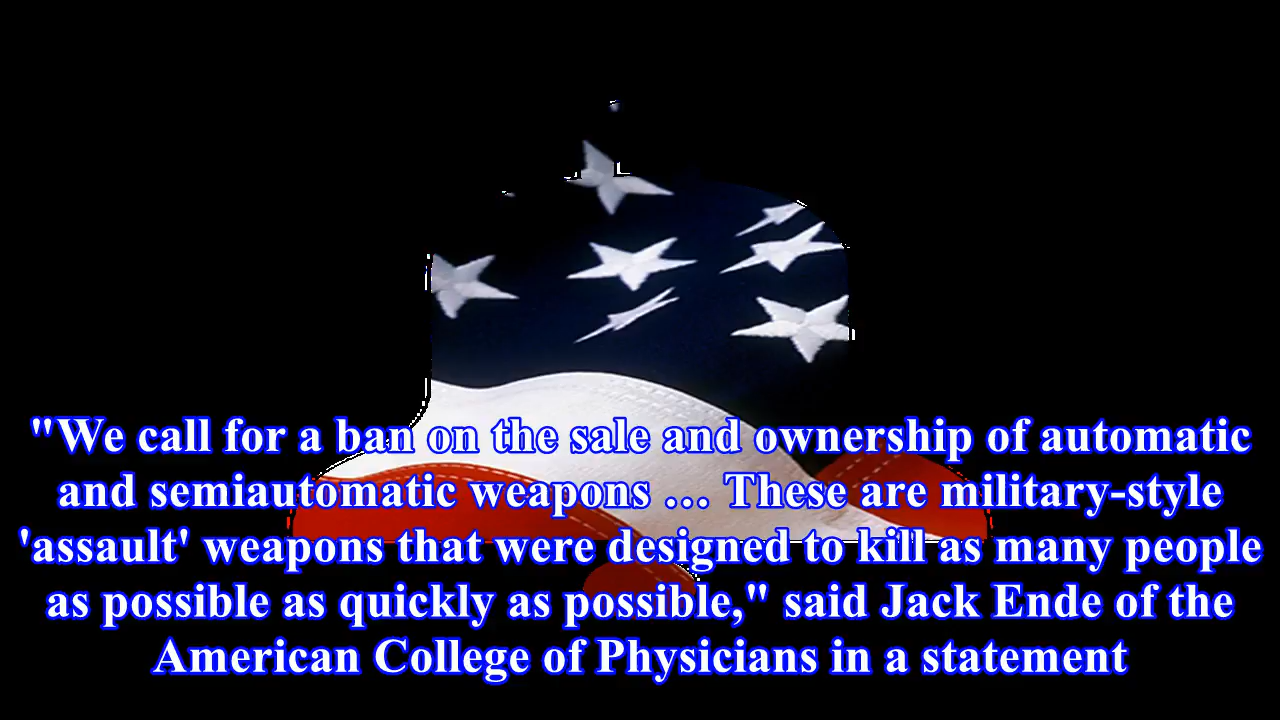 "We call for a ban on the sale and ownership of automatic
and semiautomatic weapons … These are military-style
'assault' weapons that were designed to kill as many people
as possible as quickly as possible," said Jack Ende of the
American College of Physicians in a statement